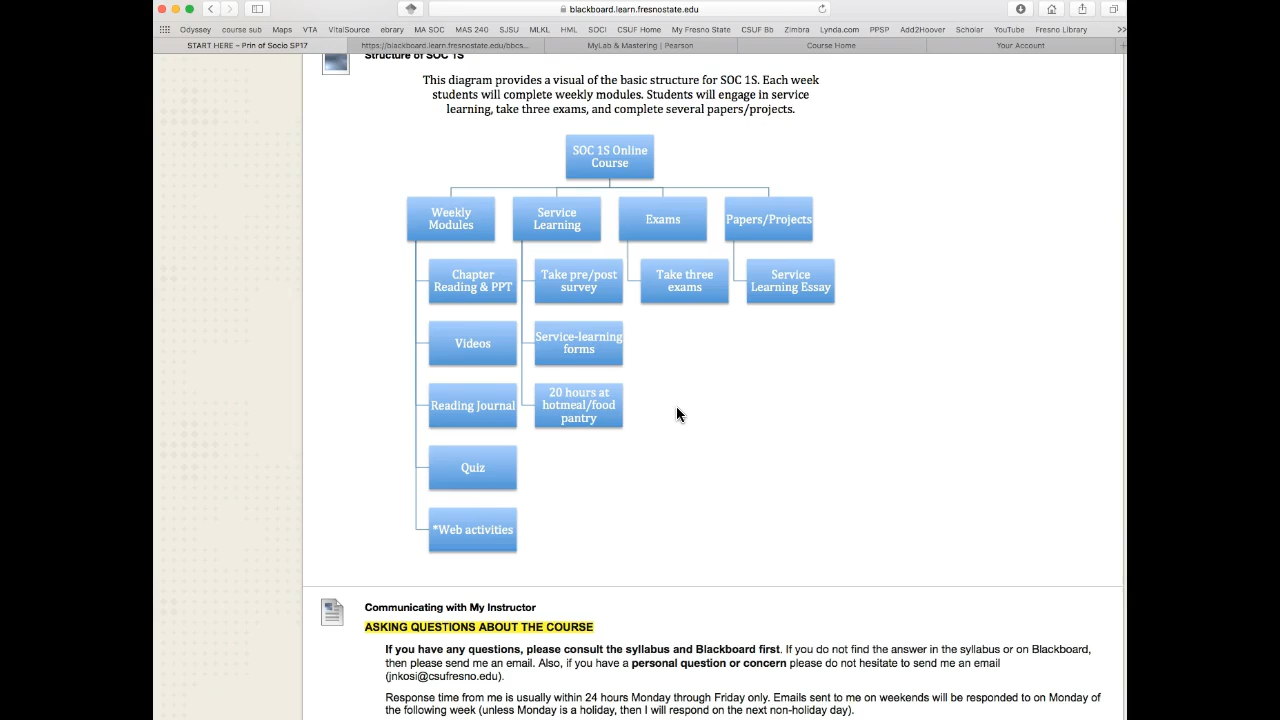 blackboard.learn.fresnostate.edu
Odyssey course sub Maps VTA VitalSource ebrary MA SOC MAS 240 SJSU MLKL HML SOCI CSUF Home My Fresno State CSUF Bb Zimbra Lynda.com PPSP Add2Hoover Scholar YouTube Fresno Library >>
START HERE – Prin of Socio SP17 https://blackboard.learn.fresnostate.edu/bbcs... MyLab & Mastering | Pearson Course Home Your Account +
Structure of SOC 1S
This diagram provides a visual of the basic structure for SOC 1S. Each week
students will complete weekly modules. Students will engage in service
learning, take three exams, and complete several papers/projects.
SOC 1S Online
Course
Weekly
Modules
Service
Learning
Exams
Papers/Projects
Chapter
Reading & PPT
Take pre/post
survey
Take three
exams
Service
Learning Essay
Videos
Service-learning
forms
Reading Journal
20 hours at
hotmeal/food
pantry
Quiz
*Web activities
Communicating with My Instructor
ASKING QUESTIONS ABOUT THE COURSE
If you have any questions, please consult the syllabus and Blackboard first. If you do not find the answer in the syllabus or on Blackboard,
then please send me an email. Also, if you have a personal question or concern please do not hesitate to send me an email
(jnkosi@csufresno.edu).
Response time from me is usually within 24 hours Monday through Friday only. Emails sent to me on weekends will be responded to on Monday of
the following week (unless Monday is a holiday, then I will respond on the next non-holiday day).